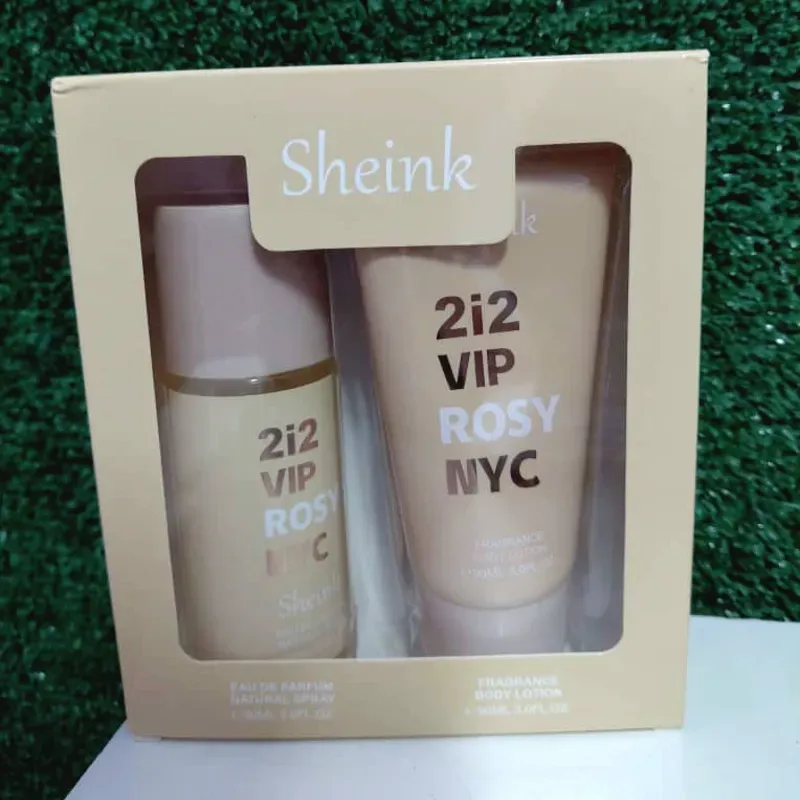 Sheink
2i2
VIP
ROSY
NYC
Sheink
2i2
VIP
ROSY
NYC
FRAGRANCE
BODY LOTION
EAU DE PARFUM
NATURAL SPRAY
FRAGRANCE
BODY LOTION